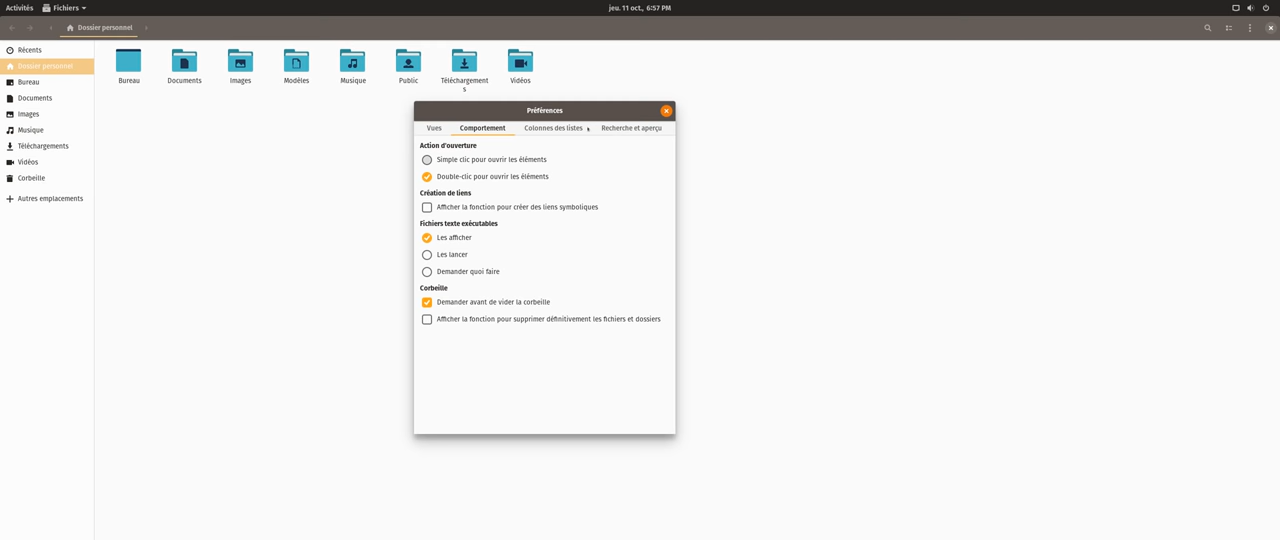 Activités
Fichiers
jeu. 11 oct., 6:57 PM
Dossier personnel
Récents
Dossier personnel
Bureau
Documents
Images
Musique
Téléchargements
Vidéos
Corbeille
Autres emplacements
Bureau
Documents
Images
Modèles
Musique
Public
Téléchargement
s
Vidéos
Préférences
Vues
Comportement
Colonnes des listes
Recherche et aperçu
Action d'ouverture
Simple clic pour ouvrir les éléments
Double-clic pour ouvrir les éléments
Création de liens
Afficher la fonction pour créer des liens symboliques
Fichiers texte exécutables
Les afficher
Les lancer
Demander quoi faire
Corbeille
Demander avant de vider la corbeille
Afficher la fonction pour supprimer définitivement les fichiers et dossiers